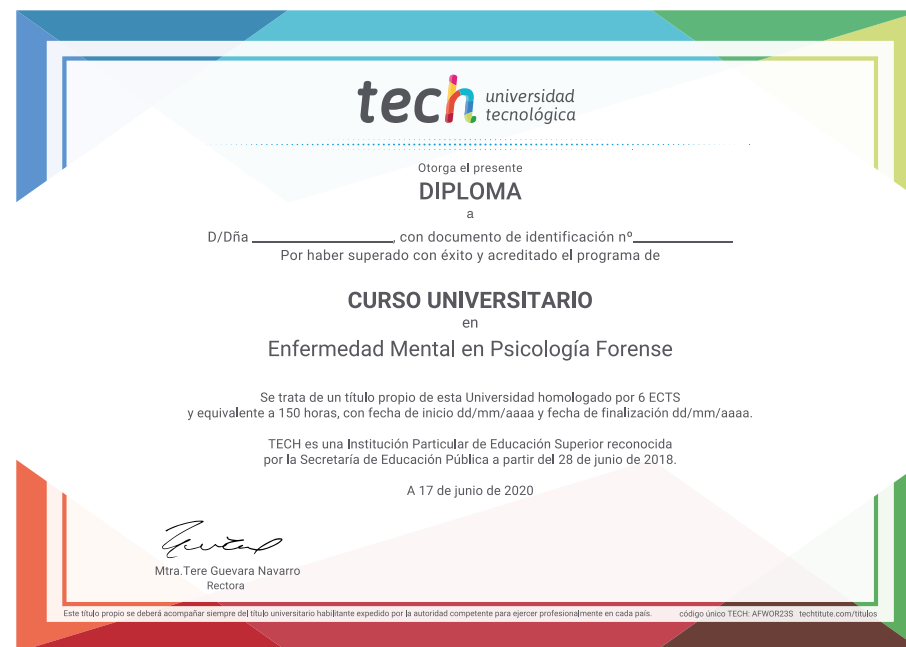 tech universidad
tecnológica
Otorga el presente
DIPLOMA
a
D/Dña ____________________, con documento de identificación nº______________
Por haber superado con éxito y acreditado el programa de
CURSO UNIVERSITARIO
en
Enfermedad Mental en Psicología Forense
Se trata de un título propio de esta Universidad homologado por 6 ECTS
y equivalente a 150 horas, con fecha de inicio dd/mm/aaaa y fecha de finalización dd/mm/aaaa.
TECH es una Institución Particular de Educación Superior reconocida
por la Secretaría de Educación Pública a partir del 28 de junio de 2018.
A 17 de junio de 2020
Mtra.Tere Guevara Navarro
Rectora
Este título propio se deberá acompañar siempre del título universitario habilitante expedido por la autoridad competente para ejercer profesionalmente en cada país. código único TECH: AFWOR23S techtitute.com/titulos